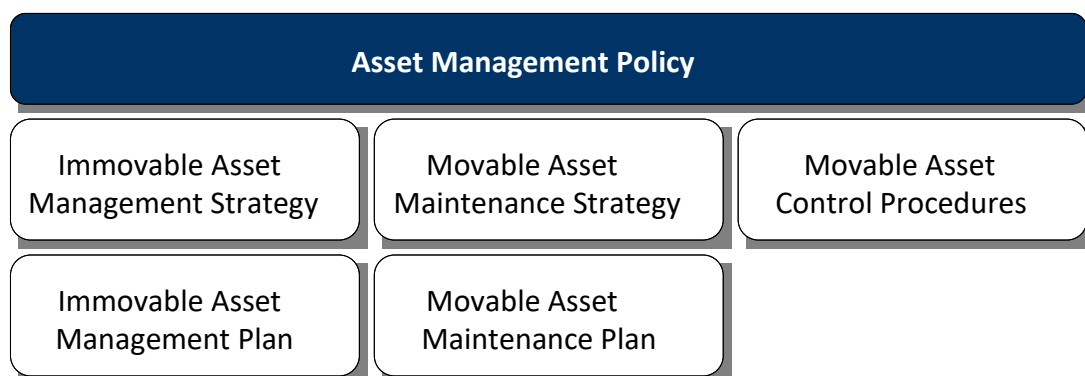 Asset Management Policy
Immovable Asset
Management Strategy
Movable Asset
Maintenance Strategy
Movable Asset
Control Procedures
Immovable Asset
Management Plan
Movable Asset
Maintenance Plan